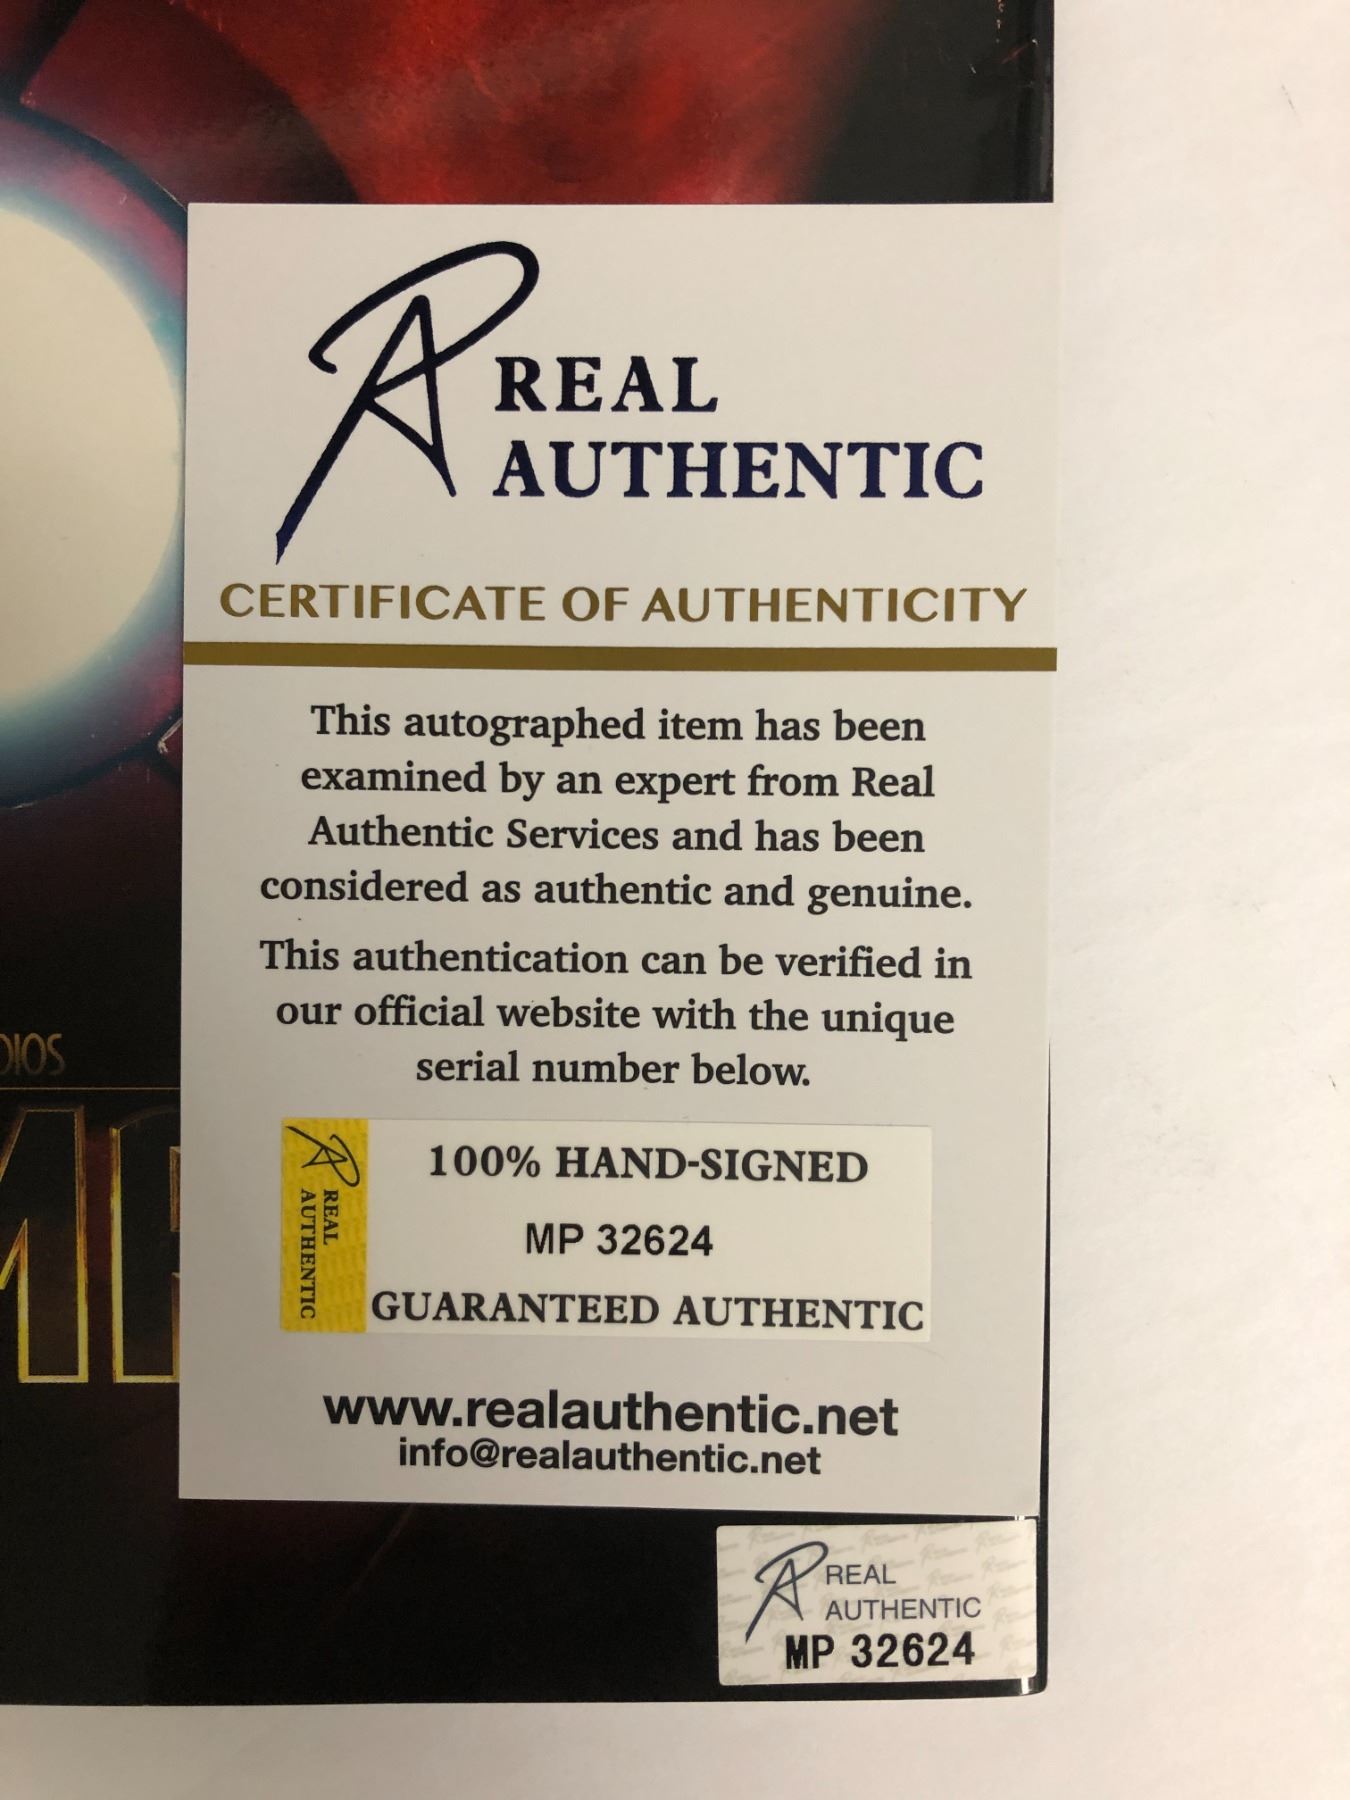 REAL
AUTHENTIC
CERTIFICATE OF AUTHENTICITY
This autographed item has been
examined by an expert from Real
Authentic Services and has been
considered as authentic and genuine.
This authentication can be verified in
our official website with the unique
serial number below.
REAL
AUTHENTIC
100% HAND-SIGNED
MP 32624
GUARANTEED AUTHENTIC
www.realauthentic.net
info@realauthentic.net
REAL
AUTHENTIC
MP 32624